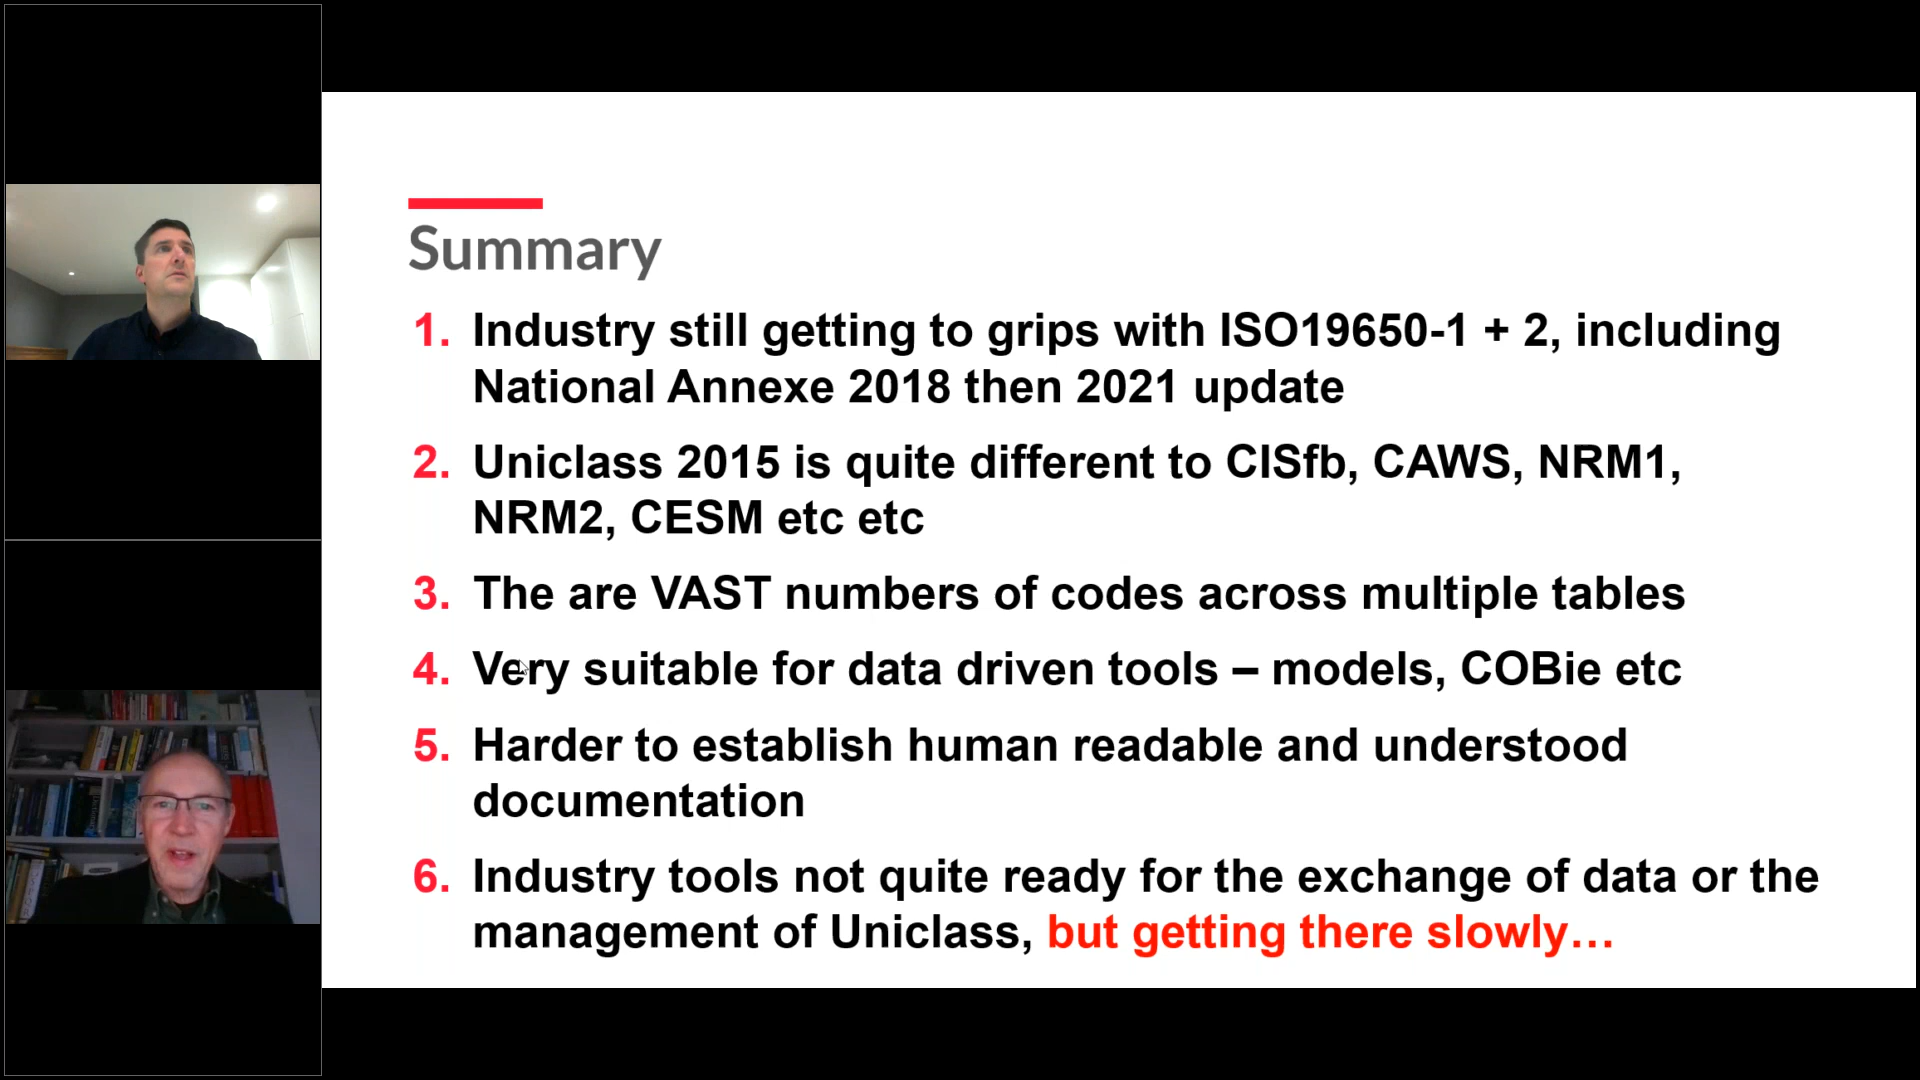 Summary
1. Industry still getting to grips with ISO19650-1 + 2, including
National Annexe 2018 then 2021 update
2. Uniclass 2015 is quite different to CISfb, CAWS, NRM1,
NRM2, CESM etc etc
3. The are VAST numbers of codes across multiple tables
4. Very suitable for data driven tools – models, COBie etc
5. Harder to establish human readable and understood
documentation
6. Industry tools not quite ready for the exchange of data or the
management of Uniclass, but getting there slowly…